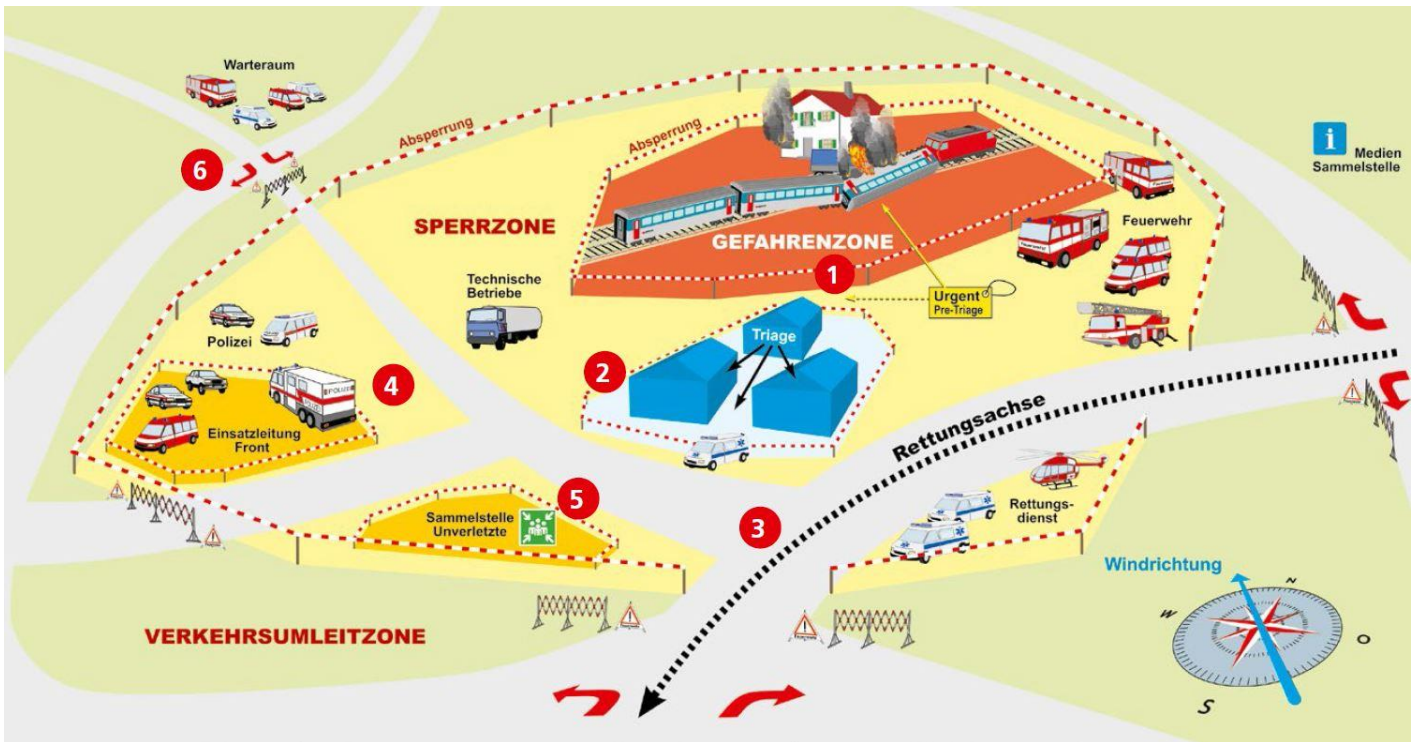 Warteraum
6
Absperrung
Absperrung
i
Medien
Sammelstelle
SPERRZONE
GEFAHRENZONE
1
Feuerwehr
Technische
Betriebe
Urgent
Pre-Triage
Polizei
Triage
2
4
POLIZEI
Einsatzleitung
Front
Rettungsachse
5
Sammelstelle
Unverletzte
3
Rettungs-
dienst
Windrichtung
N
W
O
S
VERKEHRSUMLEITZONE